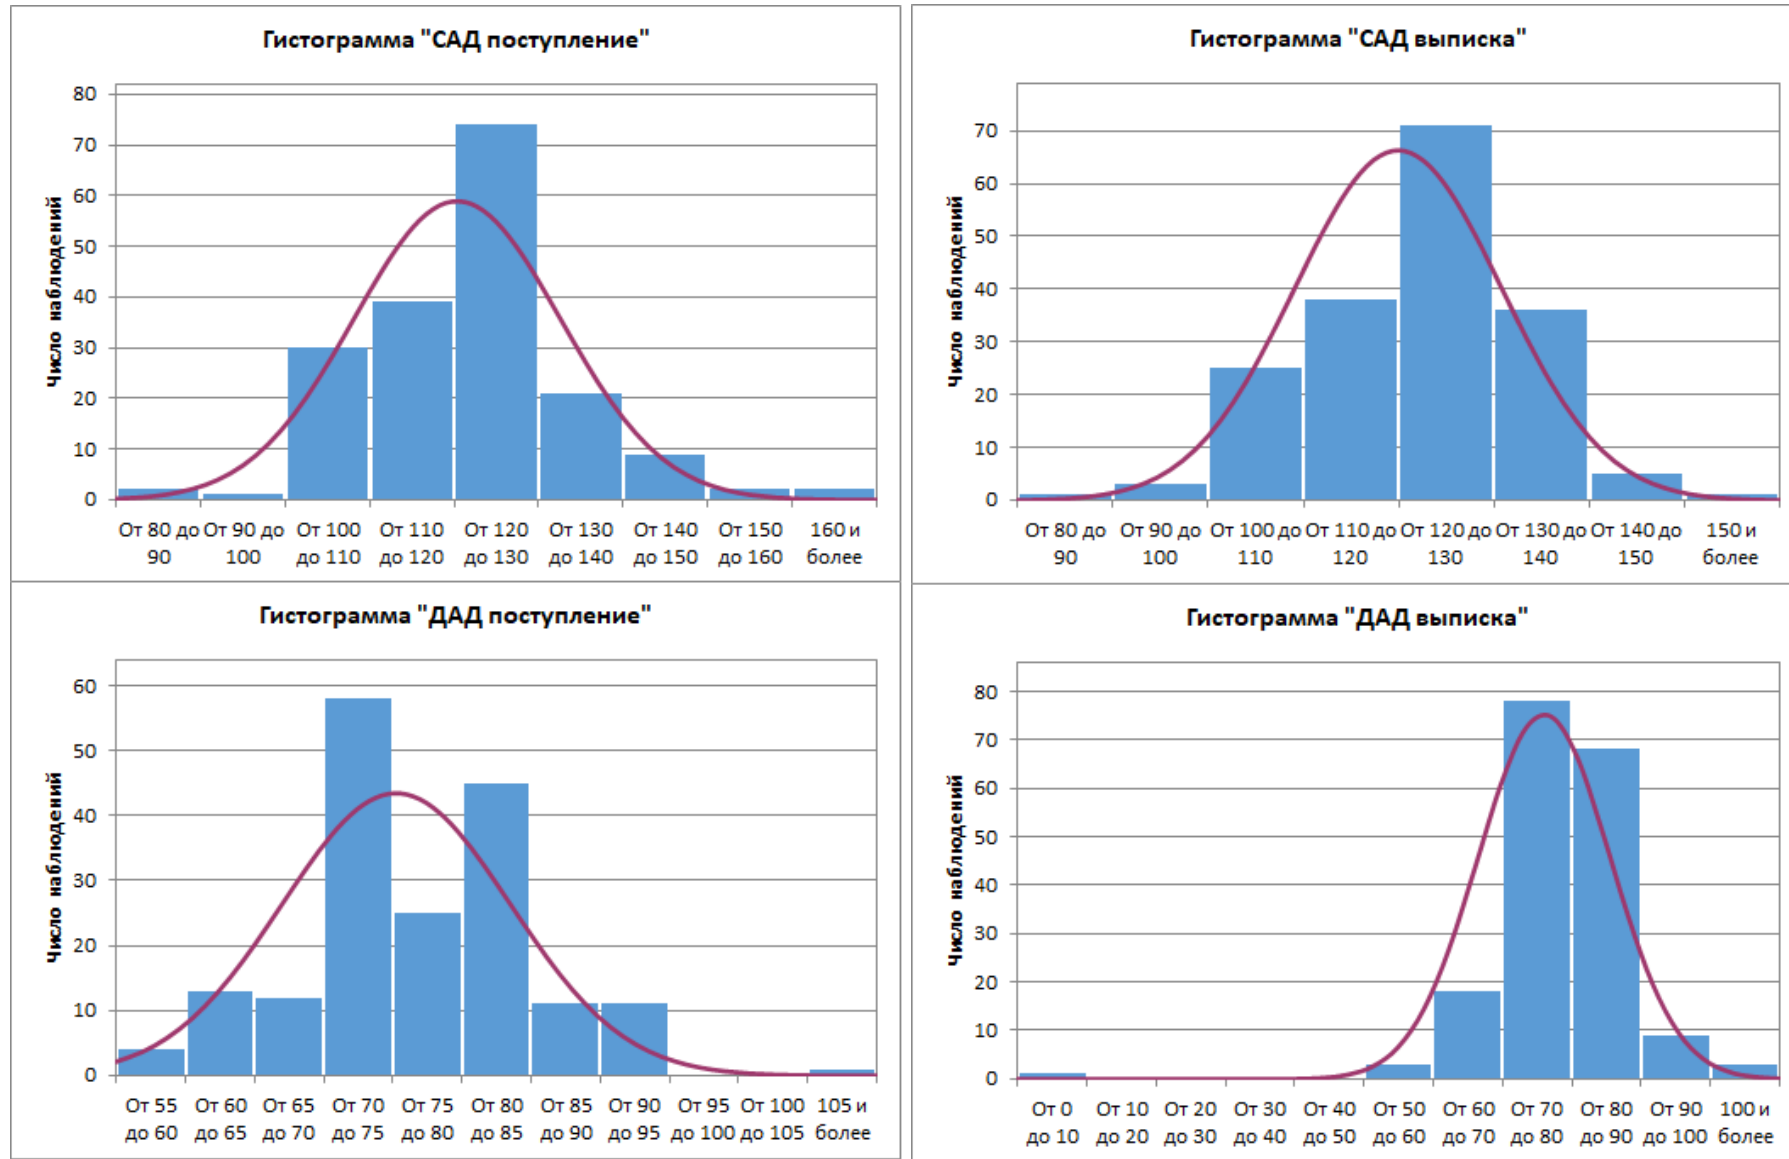 Гистограмма "САД поступление"
Число наблюдений
80
70
60
50
40
30
20
10
0
От 80 до 90
От 90 до 100
От 100 до 110
От 110 до 120
От 120 до 130
От 130 до 140
От 140 до 150
От 150 до 160
160 и более
Гистограмма "САД выписка"
Число наблюдений
70
60
50
40
30
20
10
0
От 80 до 90
От 90 до 100
От 100 до 110
От 110 до 120
От 120 до 130
От 130 до 140
От 140 до 150
150 и более
Гистограмма "ДАД поступление"
Число наблюдений
60
50
40
30
20
10
0
От 55 до 60
От 60 до 65
От 65 до 70
От 70 до 75
От 75 до 80
От 80 до 85
От 85 до 90
От 90 до 95
От 95 до 100
От 100 до 105
105 и более
Гистограмма "ДАД выписка"
Число наблюдений
80
70
60
50
40
30
20
10
0
От 0 до 10
От 10 до 20
От 20 до 30
От 30 до 40
От 40 до 50
От 50 до 60
От 60 до 70
От 70 до 80
От 80 до 90
От 90 до 100
100 и более